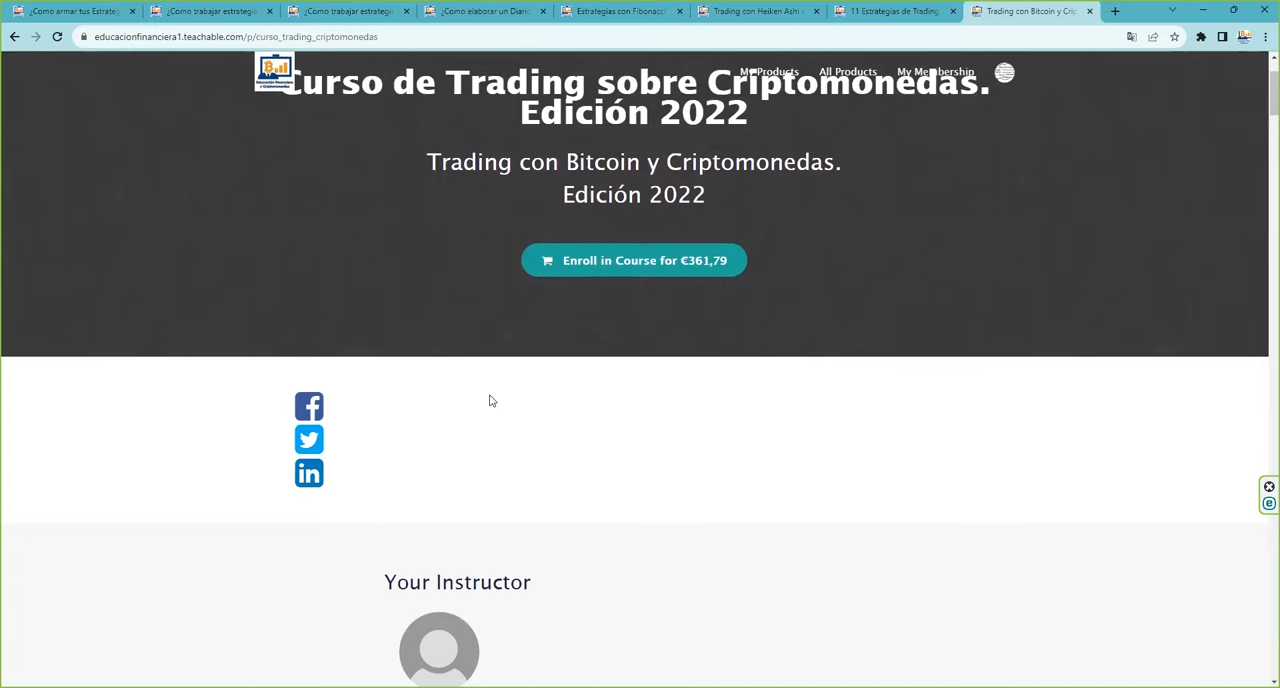 ¿Como armar tus Estrateg
¿Como trabajar estrategia
¿Como trabajar estrategi
¿Como elaborar un Diario
Estrategias con Fibonacci
Trading con Heiken Ashi e
11 Estrategias de Trading
Trading con Bitcoin y Crip
educacionfinanciera1.teachable.com/p/curso_trading_criptomonedas
My Products
All Products
My Membership
Curso de Trading sobre Criptomonedas.
Edición 2022
Trading con Bitcoin y Criptomonedas.
Edición 2022
Enroll in Course for €361,79
Your Instructor